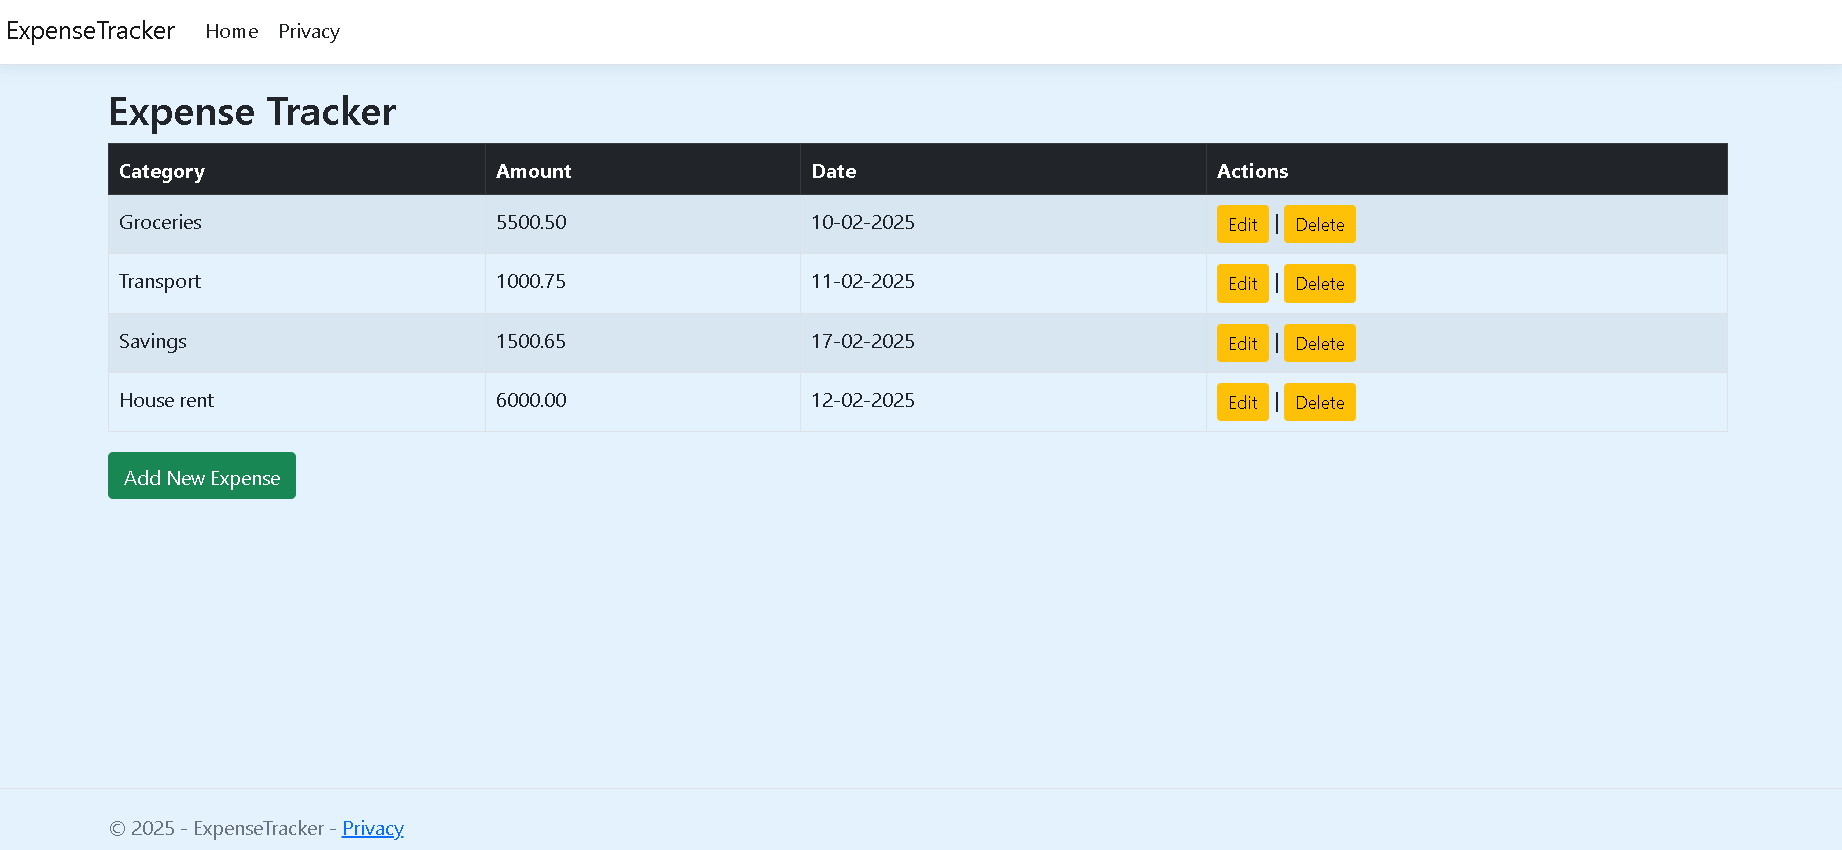 ExpenseTracker Home Privacy
Expense Tracker
Category Amount Date Actions
Groceries 5500.50 10-02-2025 Edit | Delete
Transport 1000.75 11-02-2025 Edit | Delete
Savings 1500.65 17-02-2025 Edit | Delete
House rent 6000.00 12-02-2025 Edit | Delete
Add New Expense
© 2025 - ExpenseTracker - Privacy